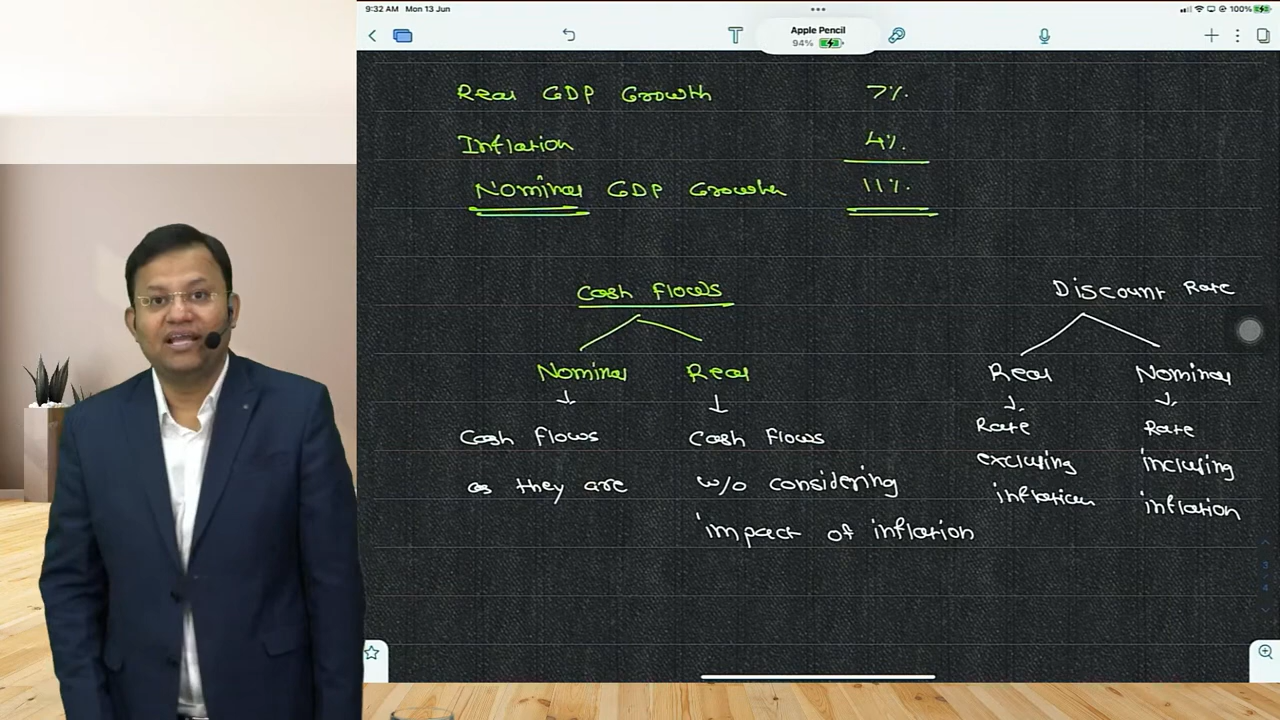 9:32 AM Mon 13 Jun
100%
T
Apple Pencil
94%
Real GDP Growth 7%.
Inflation 4%.
Nominal GDP Growth 11%.
Cash flows
Discount Rate
Nominal Real
Real Nominal
Cash flows
as they are
Cash flows
w/o considering
impact of inflation
Rate
excluding
inflation
Rate
including
inflation
3
4